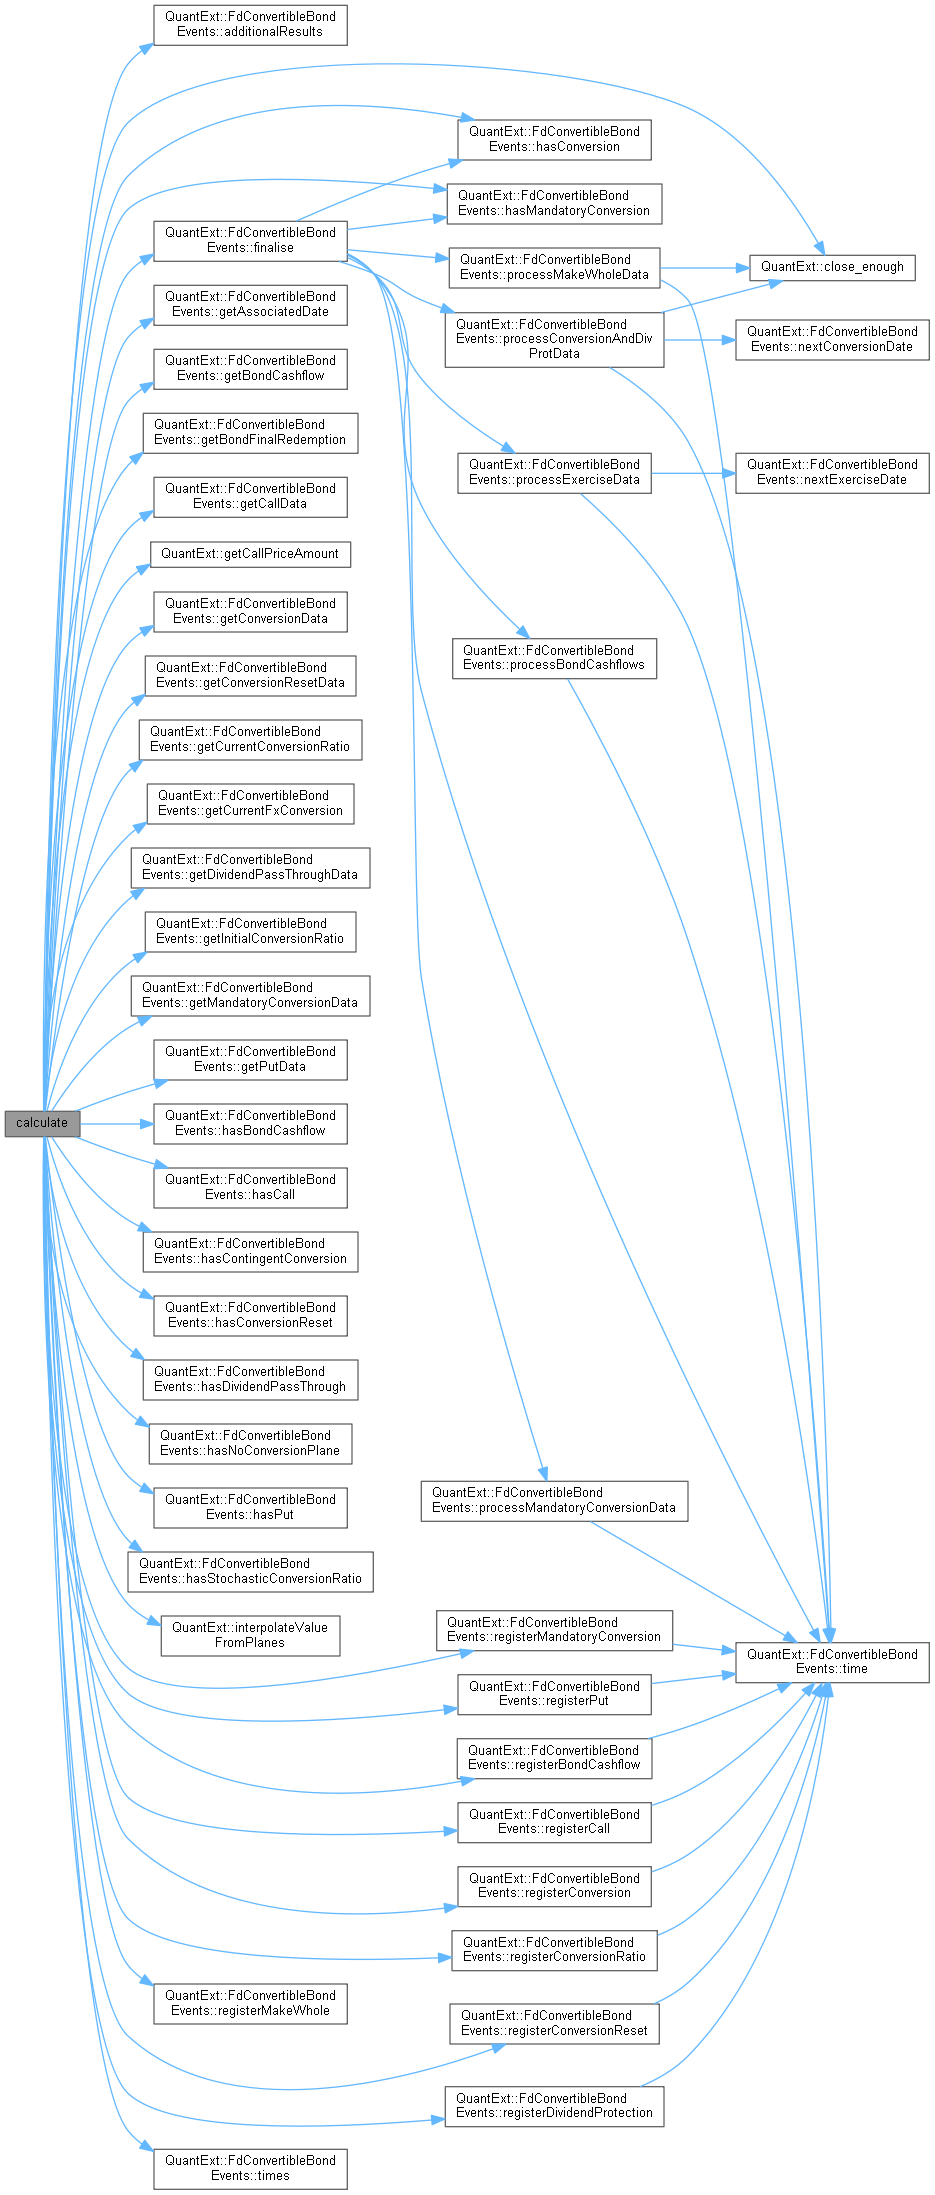 calculate
QuantExt::FdConvertibleBond
Events::additionalResults
QuantExt::FdConvertibleBond
Events::finalise
QuantExt::FdConvertibleBond
Events::getAssociatedDate
QuantExt::FdConvertibleBond
Events::getBondCashflow
QuantExt::FdConvertibleBond
Events::getBondFinalRedemption
QuantExt::FdConvertibleBond
Events::getCallData
QuantExt::getCallPriceAmount
QuantExt::FdConvertibleBond
Events::getConversionData
QuantExt::FdConvertibleBond
Events::getConversionResetData
QuantExt::FdConvertibleBond
Events::getCurrentConversionRatio
QuantExt::FdConvertibleBond
Events::getCurrentFxConversion
QuantExt::FdConvertibleBond
Events::getDividendPassThroughData
QuantExt::FdConvertibleBond
Events::getInitialConversionRatio
QuantExt::FdConvertibleBond
Events::getMandatoryConversionData
QuantExt::FdConvertibleBond
Events::getPutData
QuantExt::FdConvertibleBond
Events::hasBondCashflow
QuantExt::FdConvertibleBond
Events::hasCall
QuantExt::FdConvertibleBond
Events::hasContingentConversion
QuantExt::FdConvertibleBond
Events::hasConversionReset
QuantExt::FdConvertibleBond
Events::hasDividendPassThrough
QuantExt::FdConvertibleBond
Events::hasNoConversionPlane
QuantExt::FdConvertibleBond
Events::hasPut
QuantExt::FdConvertibleBond
Events::hasStochasticConversionRatio
QuantExt::interpolateValue
FromPlanes
QuantExt::FdConvertibleBond
Events::registerMakeWhole
QuantExt::FdConvertibleBond
Events::times
QuantExt::FdConvertibleBond
Events::hasConversion
QuantExt::FdConvertibleBond
Events::hasMandatoryConversion
QuantExt::FdConvertibleBond
Events::processMakeWholeData
QuantExt::FdConvertibleBond
Events::processConversionAndDiv
ProtData
QuantExt::FdConvertibleBond
Events::processExerciseData
QuantExt::FdConvertibleBond
Events::processBondCashflows
QuantExt::FdConvertibleBond
Events::processMandatoryConversionData
QuantExt::FdConvertibleBond
Events::registerMandatoryConversion
QuantExt::FdConvertibleBond
Events::registerPut
QuantExt::FdConvertibleBond
Events::registerBondCashflow
QuantExt::FdConvertibleBond
Events::registerCall
QuantExt::FdConvertibleBond
Events::registerConversion
QuantExt::FdConvertibleBond
Events::registerConversionRatio
QuantExt::FdConvertibleBond
Events::registerConversionReset
QuantExt::FdConvertibleBond
Events::registerDividendProtection
QuantExt::close_enough
QuantExt::FdConvertibleBond
Events::nextConversionDate
QuantExt::FdConvertibleBond
Events::nextExerciseDate
QuantExt::FdConvertibleBond
Events::time